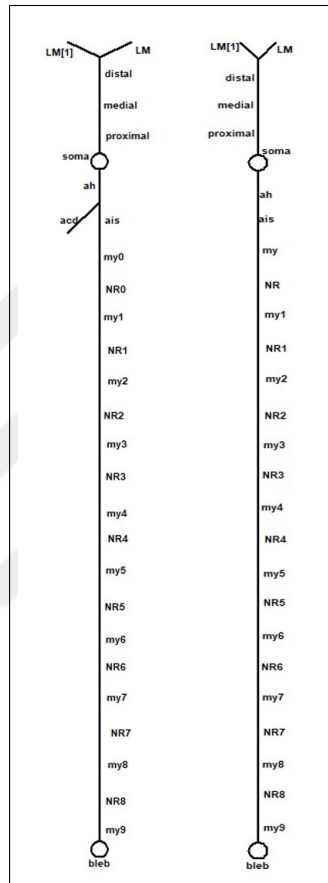 LM[1] LM
distal
medial
proximal
soma
ah
acd ais
my0
NR0
my1
NR1
my2
NR2
my3
NR3
my4
NR4
my5
NR5
my6
NR6
my7
NR7
my8
NR8
my9
bleb
LM[1] LM
distal
medial
proximal
soma
ah
ais
my
NR
my1
NR1
my2
NR2
my3
NR3
my4
NR4
my5
NR5
my6
NR6
my7
NR7
my8
NR8
my9
bleb